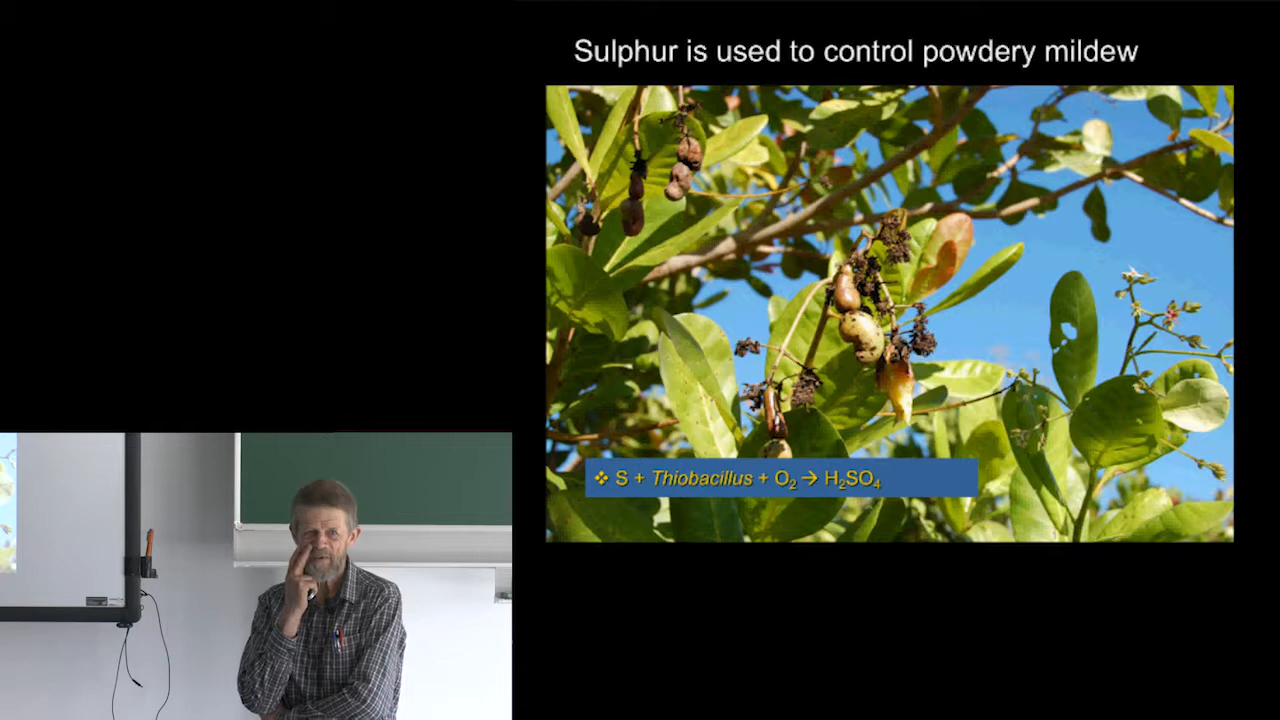 Sulphur is used to control powdery mildew
❖ S + Thiobacillus + O₂ → H₂SO₄